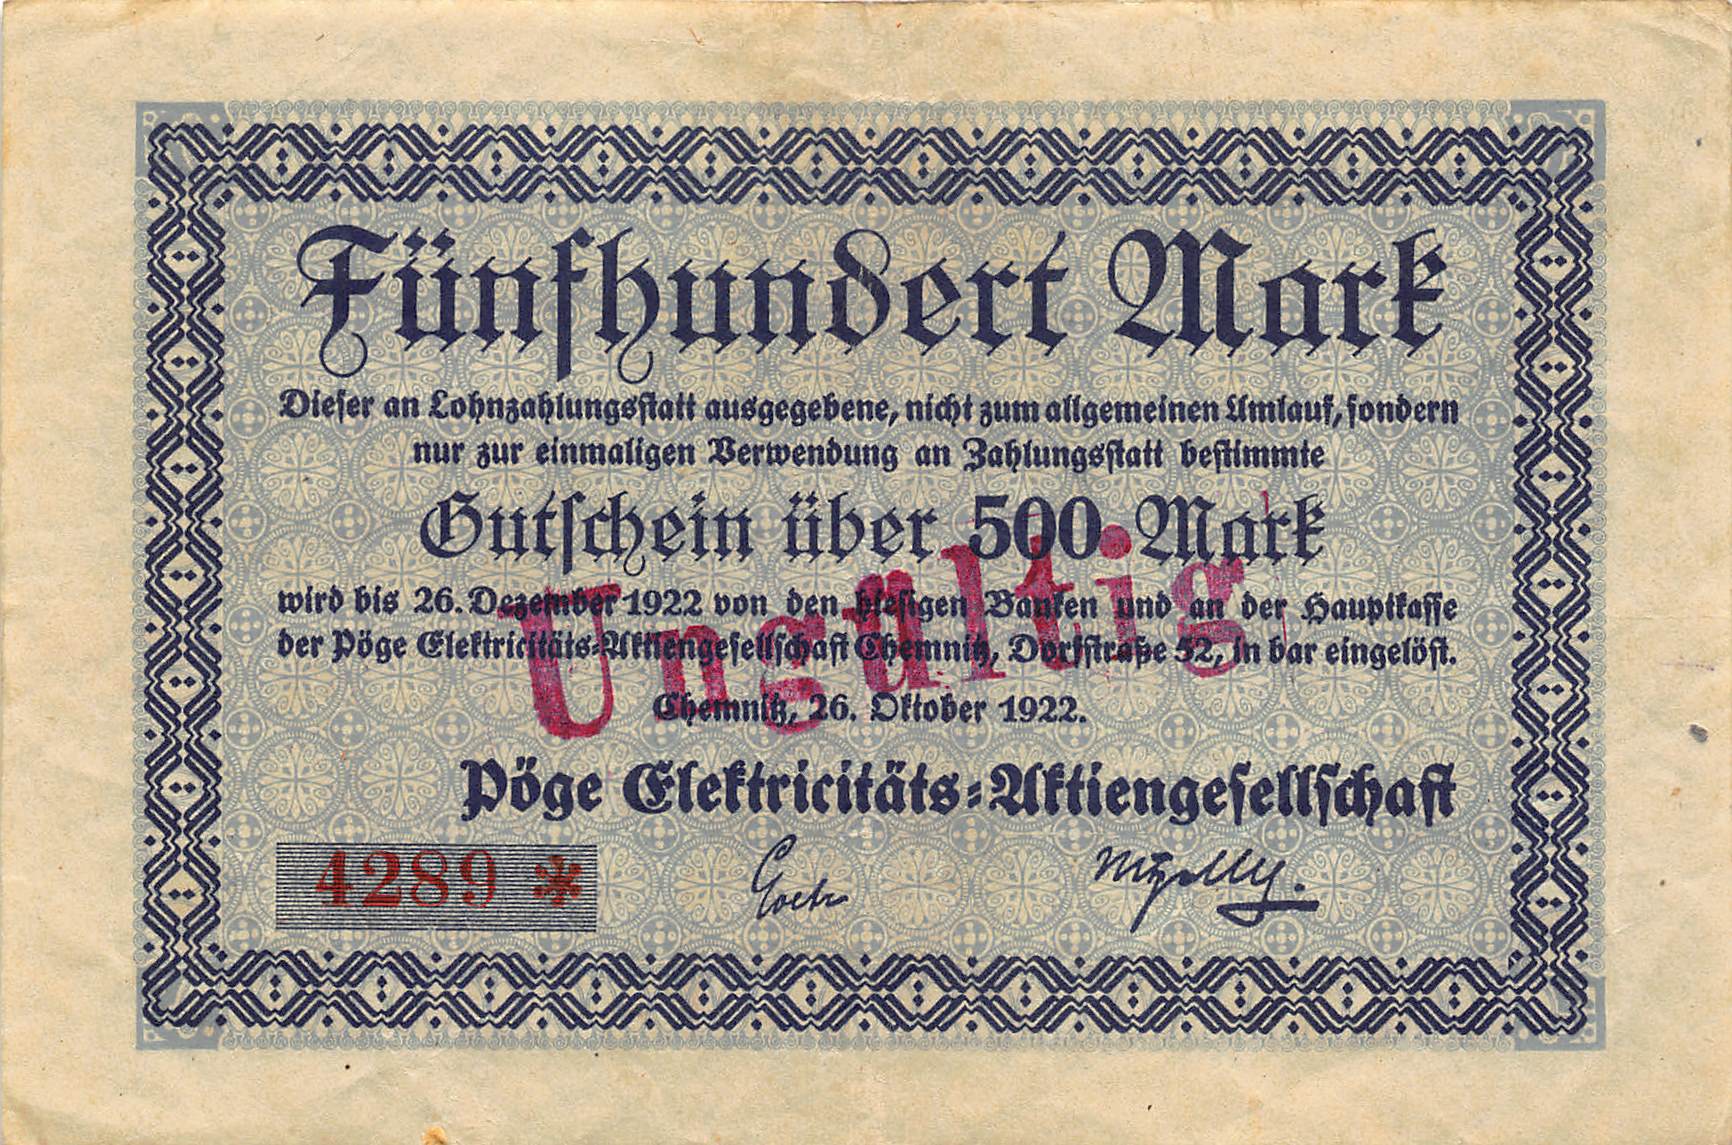 Fünfhundert Mark
Dieser an Lohnzahlungsstatt ausgegebene, nicht zum allgemeinen Umlauf, sondern
nur zur einmaligen Verwendung an Zahlungsstatt bestimmte
Gutschein über 500 Mark
wird bis 26. Dezember 1922 von den hiesigen Banken und an der Hauptkasse
der Pöge Elektricitäts-Aktiengesellschaft Chemnitz, Dorfstraße 52, in bar eingelöst.
Ungültig
Chemnitz, 26. Oktober 1922.
Pöge Elektricitäts-Aktiengesellschaft
4289 *